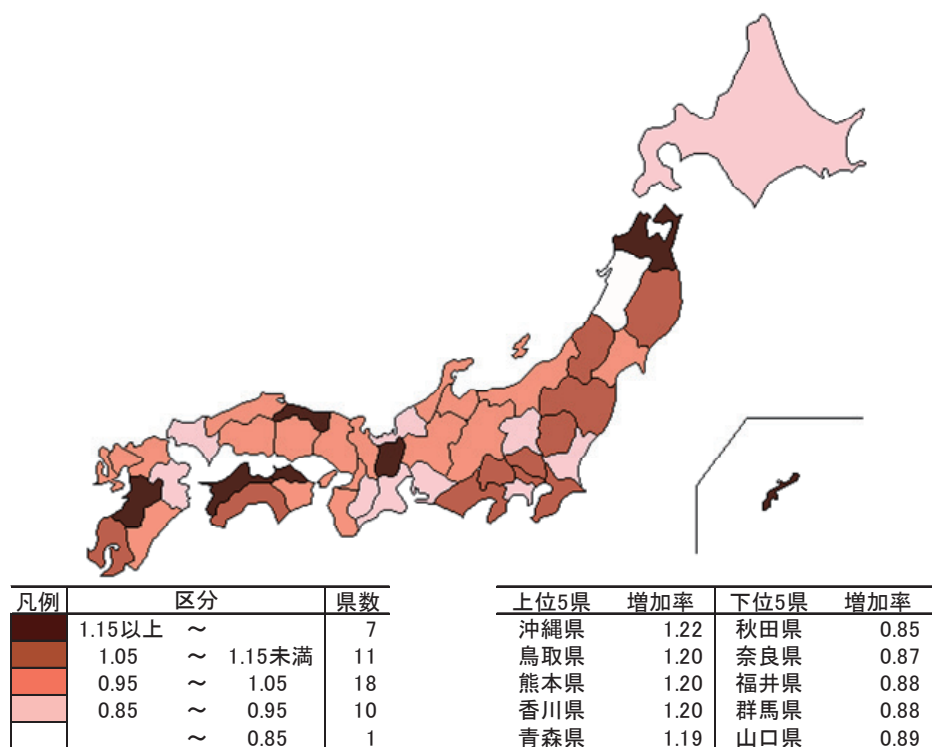 凡例 区分 県数
1.15以上 ～ 7
1.05 ～ 1.15未満 11
0.95 ～ 1.05 18
0.85 ～ 0.95 10
～ 0.85 1
上位5県 増加率 下位5県 増加率
沖縄県 1.22 秋田県 0.85
鳥取県 1.20 奈良県 0.87
熊本県 1.20 福井県 0.88
香川県 1.20 群馬県 0.88
青森県 1.19 山口県 0.89